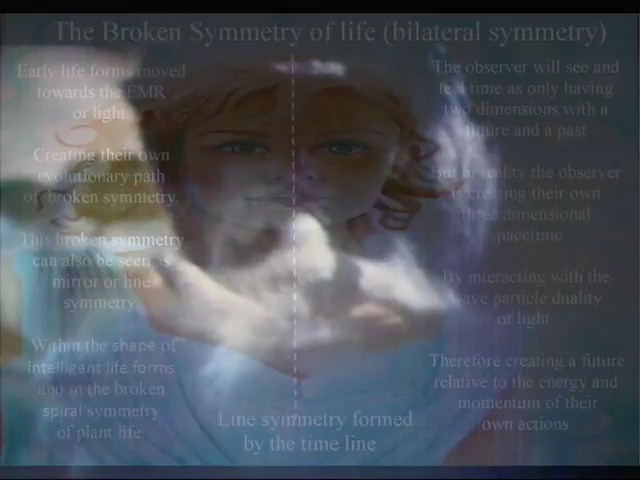 The Broken Symmetry of life (bilateral symmetry)
Early life forms moved
towards the EMR
or light.
Creating their own
evolutionary path
of broken symmetry.
This broken symmetry
can also be seen as
mirror or line
symmetry
Within the shape of
intelligent life forms
and in the broken
spiral symmetry
of plant life.
The observer will see and
feel time as only having
two dimensions with a
future and a past
but in reality the observer
is creating their own
three dimensional
spacetime
By interacting with the
wave particle duality
of light.
Therefore creating a future
relative to the energy and
momentum of their
own actions
Line symmetry formed
by the time line